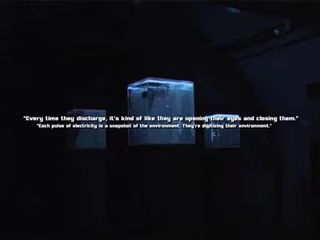 "Every time they discharge, it's kind of like they are opening their eyes and closing them."
"Each pulse of electricity is a snapshot of the environment. They're digitizing their environment."